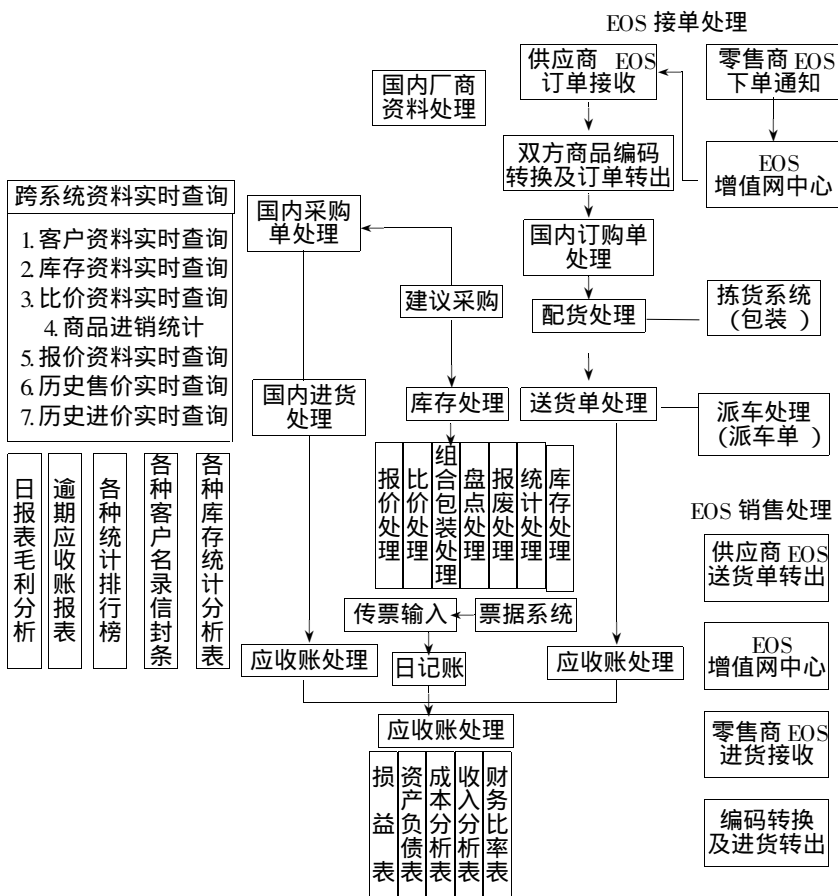 EOS 接单处理
供应商 EOS
订单接收
零售商 EOS
下单通知
国内厂商
资料处理
双方商品编码
转换及订单转出
EOS
增值网中心
跨系统资料实时查询
1. 客户资料实时查询
2. 库存资料实时查询
3. 比价资料实时查询
4. 商品进销统计
5. 报价资料实时查询
6. 历史售价实时查询
7. 历史进价实时查询
国内采购
单处理
国内订购单
处理
建议采购
配货处理
拣货系统
(包装 )
国内进货
处理
库存处理
送货单处理
派车处理
(派车单 )
日报表毛利分析
逾期应收账报表
各种统计排行榜
各种客户名录信封条
各种库存统计分析表
报价处理
比价处理
组合包装处理
盘点处理
报废处理
统计处理
库存处理
EOS 销售处理
供应商 EOS
送货单转出
传票输入
票据系统
应收账处理
日记账
应收账处理
EOS
增值网中心
应收账处理
零售商 EOS
进货接收
损益表
资产负债表
成本分析表
收入分析表
财务比率表
编码转换
及进货转出